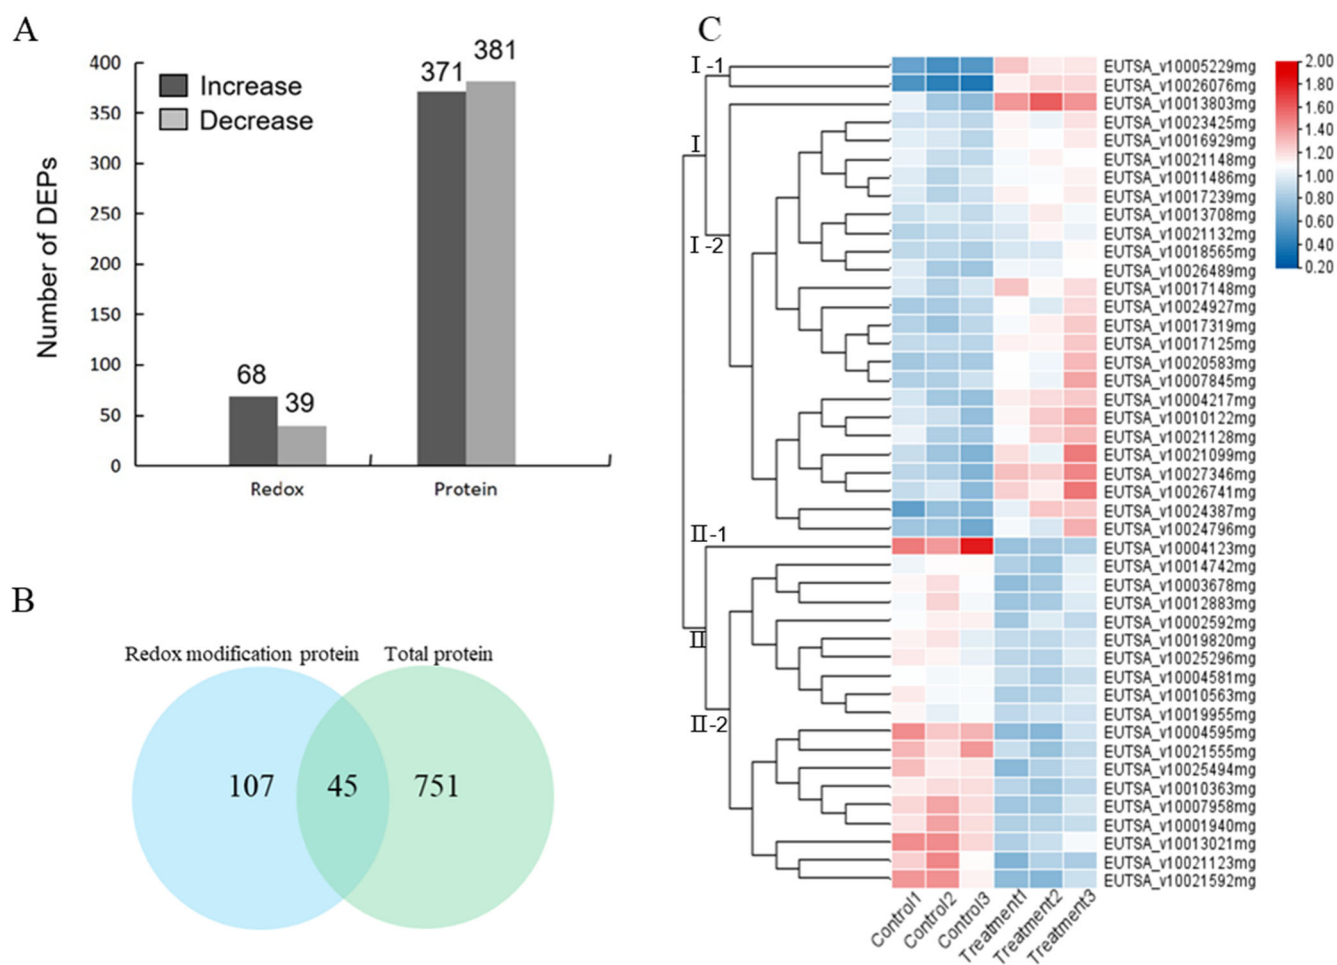 A
Number of DEPs
400
350
300
250
200
150
100
50
0
Increase
Decrease
68
39
371
381
Redox
Protein
B
Redox modification protein
Total protein
107
45
751
C
I-1
I
I-2
II-1
II
II-2
EUTSA_v10005229mg
EUTSA_v10026076mg
EUTSA_v10013803mg
EUTSA_v10023425mg
EUTSA_v10016929mg
EUTSA_v10021148mg
EUTSA_v10011486mg
EUTSA_v10017239mg
EUTSA_v10013708mg
EUTSA_v10021132mg
EUTSA_v10018565mg
EUTSA_v10026489mg
EUTSA_v10017148mg
EUTSA_v10024927mg
EUTSA_v10017319mg
EUTSA_v10017125mg
EUTSA_v10020583mg
EUTSA_v10007845mg
EUTSA_v10004217mg
EUTSA_v10010122mg
EUTSA_v10021128mg
EUTSA_v10021099mg
EUTSA_v10027346mg
EUTSA_v10026741mg
EUTSA_v10024387mg
EUTSA_v10024796mg
EUTSA_v10004123mg
EUTSA_v10014742mg
EUTSA_v10003678mg
EUTSA_v10012883mg
EUTSA_v10002592mg
EUTSA_v10019820mg
EUTSA_v10025296mg
EUTSA_v10004581mg
EUTSA_v10010563mg
EUTSA_v10019955mg
EUTSA_v10004595mg
EUTSA_v10021555mg
EUTSA_v10025494mg
EUTSA_v10010363mg
EUTSA_v10007958mg
EUTSA_v10001940mg
EUTSA_v10013021mg
EUTSA_v10021123mg
EUTSA_v10021592mg
Control1
Control2
Control3
Treatment1
Treatment2
Treatment3
2.00
1.80
1.60
1.40
1.20
1.00
0.80
0.60
0.40
0.20